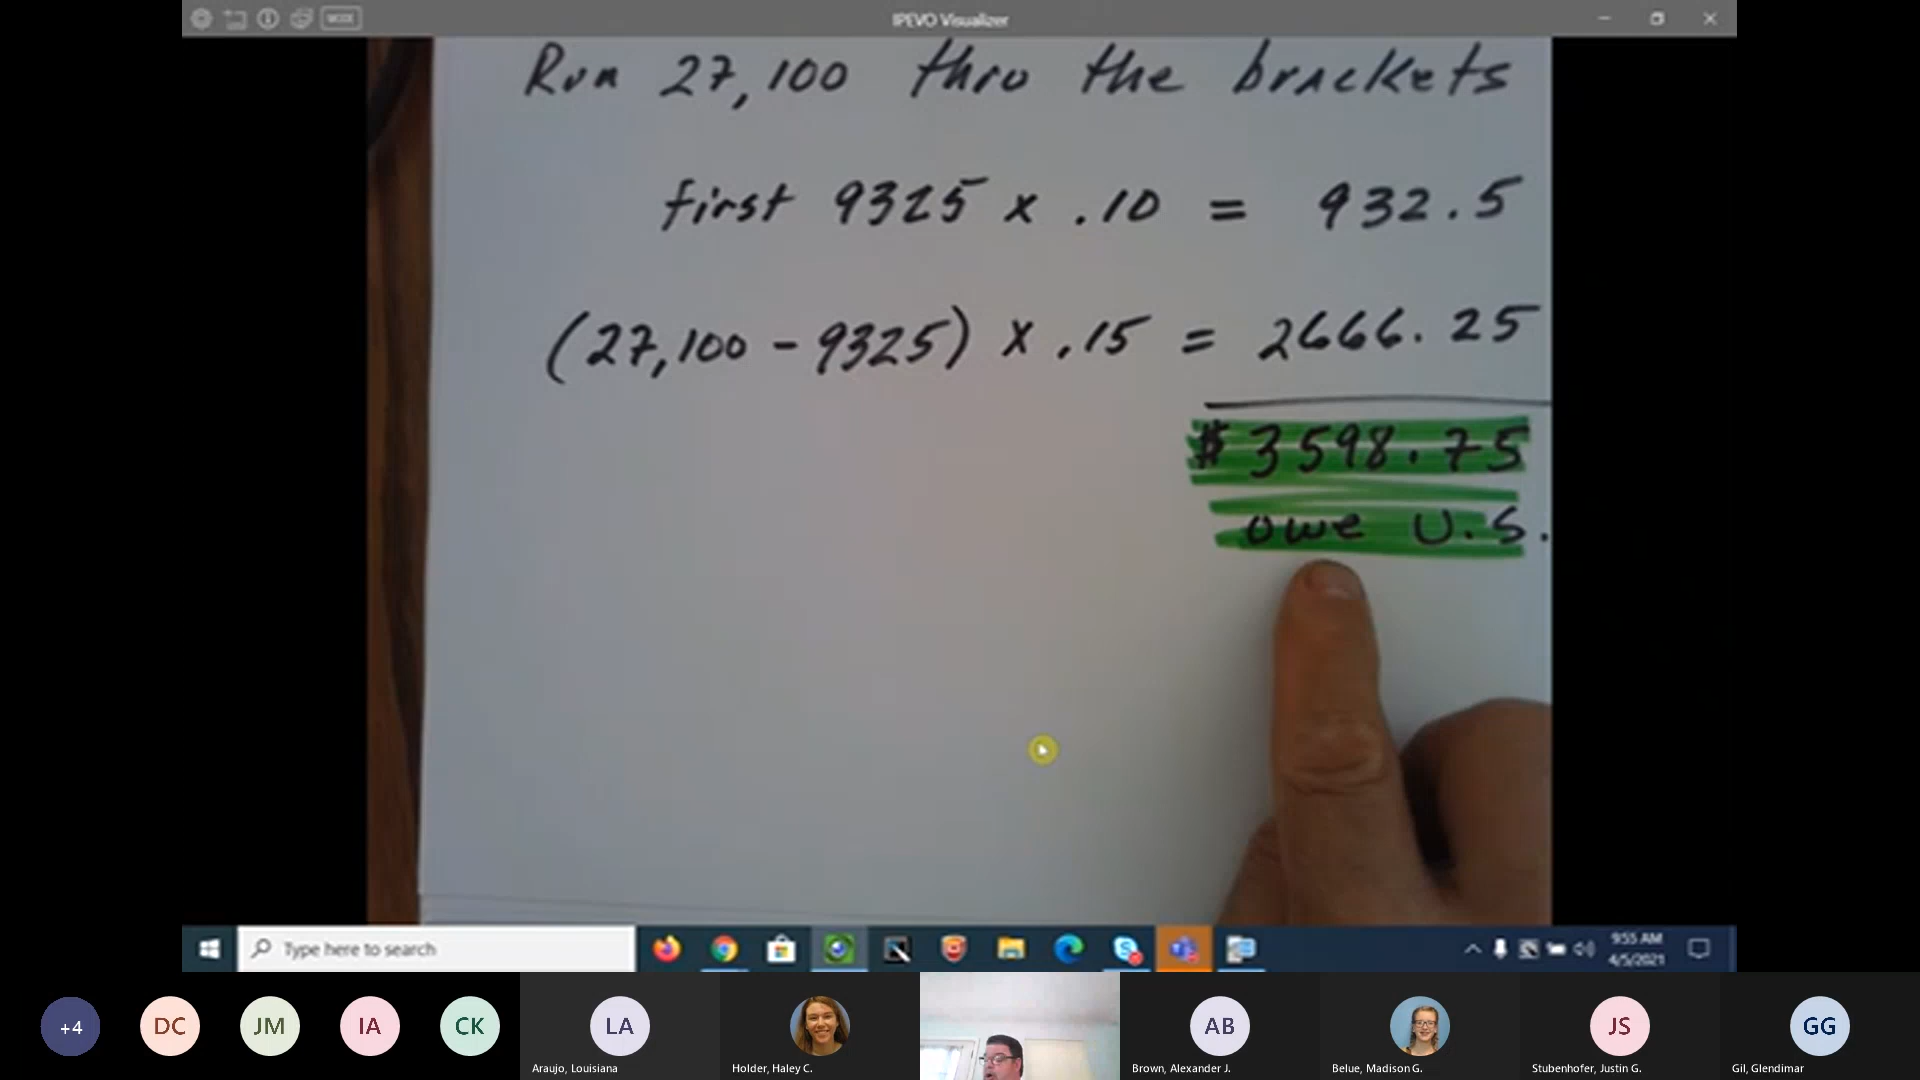 IPEVO Visualizer
Run 27,100 thru the brackets
first 9325 x .10 = 932.5
(27,100 - 9325) x .15 = 2666.25
$ 3598.75
owe U.S.
Type here to search
9:55 AM
4/5/2021
+4
DC
JM
IA
CK
LA
AB
JS
GG
Araujo, Louisiana
Holder, Haley C.
Brown, Alexander J.
Belue, Madison G.
Stubenhofer, Justin G.
Gil, Glendimar